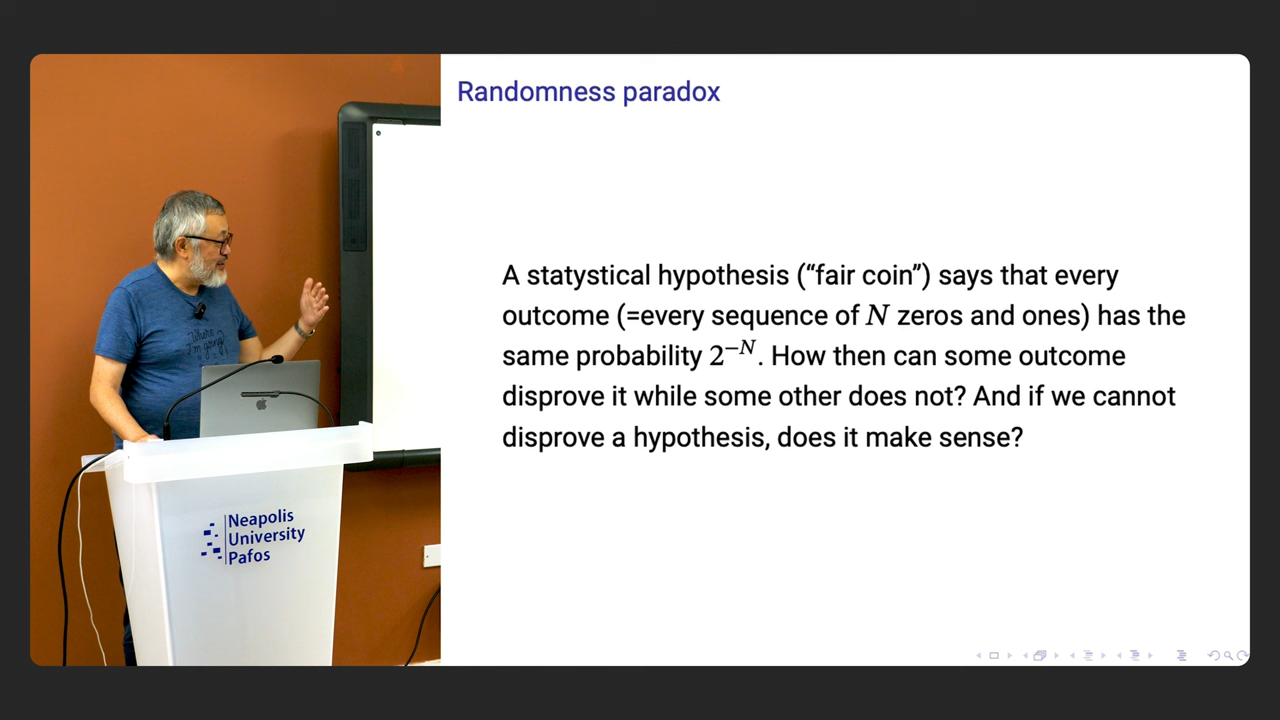 Randomness paradox
A statystical hypothesis (“fair coin”) says that every
outcome (=every sequence of N zeros and ones) has the
same probability 2⁻ᴺ. How then can some outcome
disprove it while some other does not? And if we cannot
disprove a hypothesis, does it make sense?
Where
I'm going?
Neapolis
University
Pafos